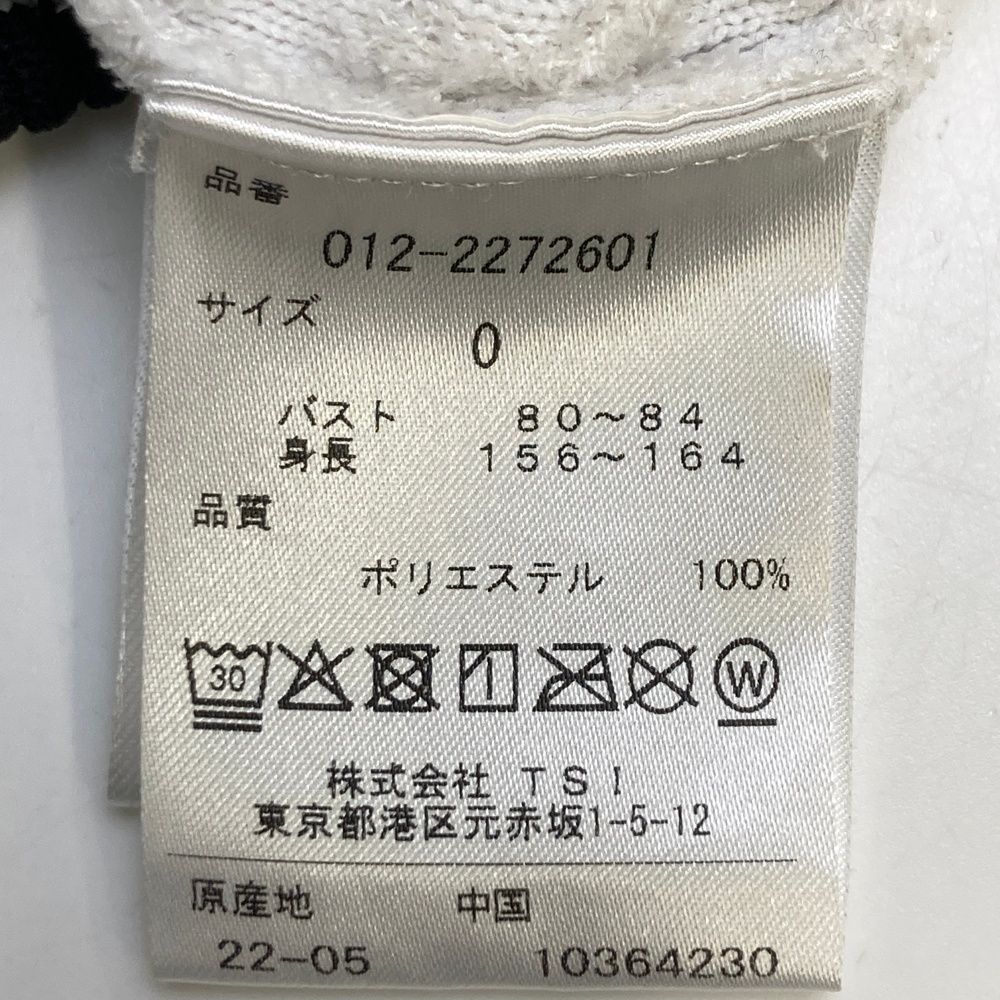 品番
012-2272601
サイズ
0
バスト 80~84
身長 156~164
品質
ポリエステル 100%
30 W
株式会社 TSI
東京都港区元赤坂1-5-12
原産地 中国
22-05 10364230